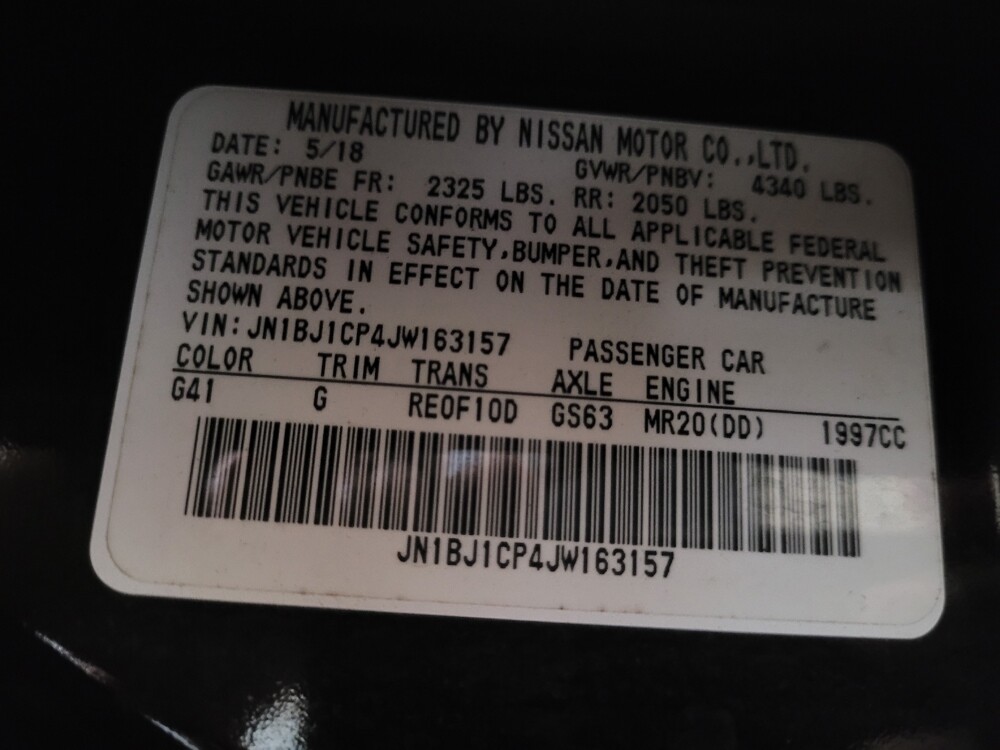 MANUFACTURED BY NISSAN MOTOR CO.,LTD.
DATE: 5/18 GVWR/PNBV: 4340 LBS.
GAWR/PNBE FR: 2325 LBS. RR: 2050 LBS.
THIS VEHICLE CONFORMS TO ALL APPLICABLE FEDERAL
MOTOR VEHICLE SAFETY,BUMPER,AND THEFT PREVENTION
STANDARDS IN EFFECT ON THE DATE OF MANUFACTURE
SHOWN ABOVE.
VIN:JN1BJ1CP4JW163157 PASSENGER CAR
COLOR TRIM TRANS AXLE ENGINE
G41 G RE0F10D GS63 MR20(DD) 1997CC
JN1BJ1CP4JW163157